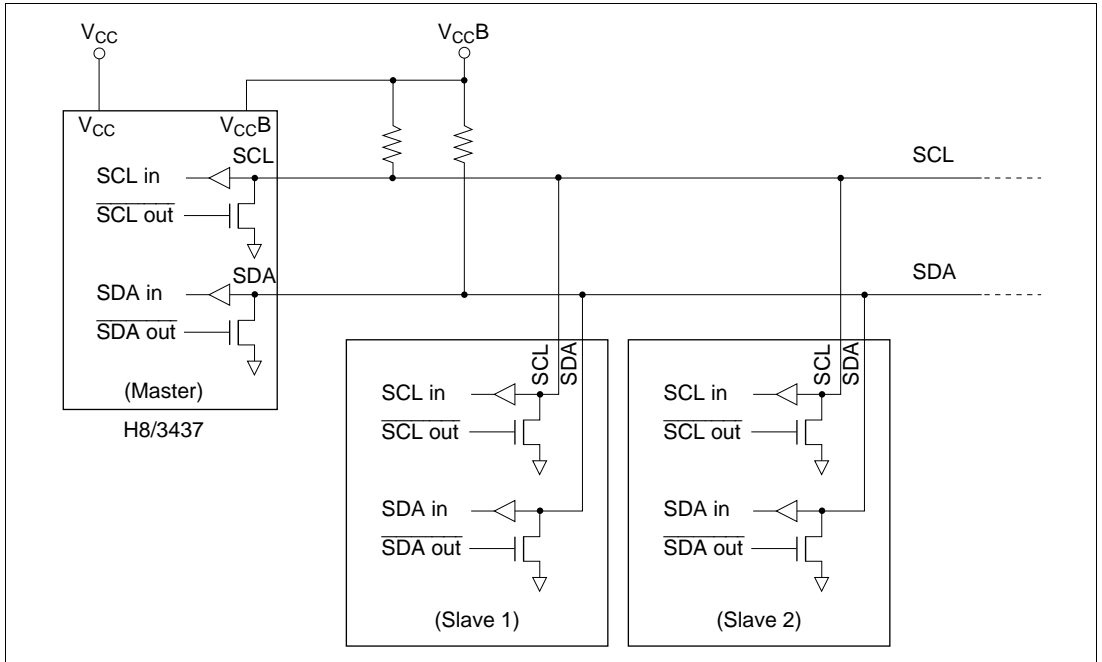 VCC
VCCB
VCC
VCCB
SCL
SCL in
SCL out
SDA
SDA in
SDA out
(Master)
H8/3437
SCL
SDA
SCL
SDA
SCL in
SCL out
SDA in
SDA out
(Slave 1)
SCL
SDA
SCL in
SCL out
SDA in
SDA out
(Slave 2)